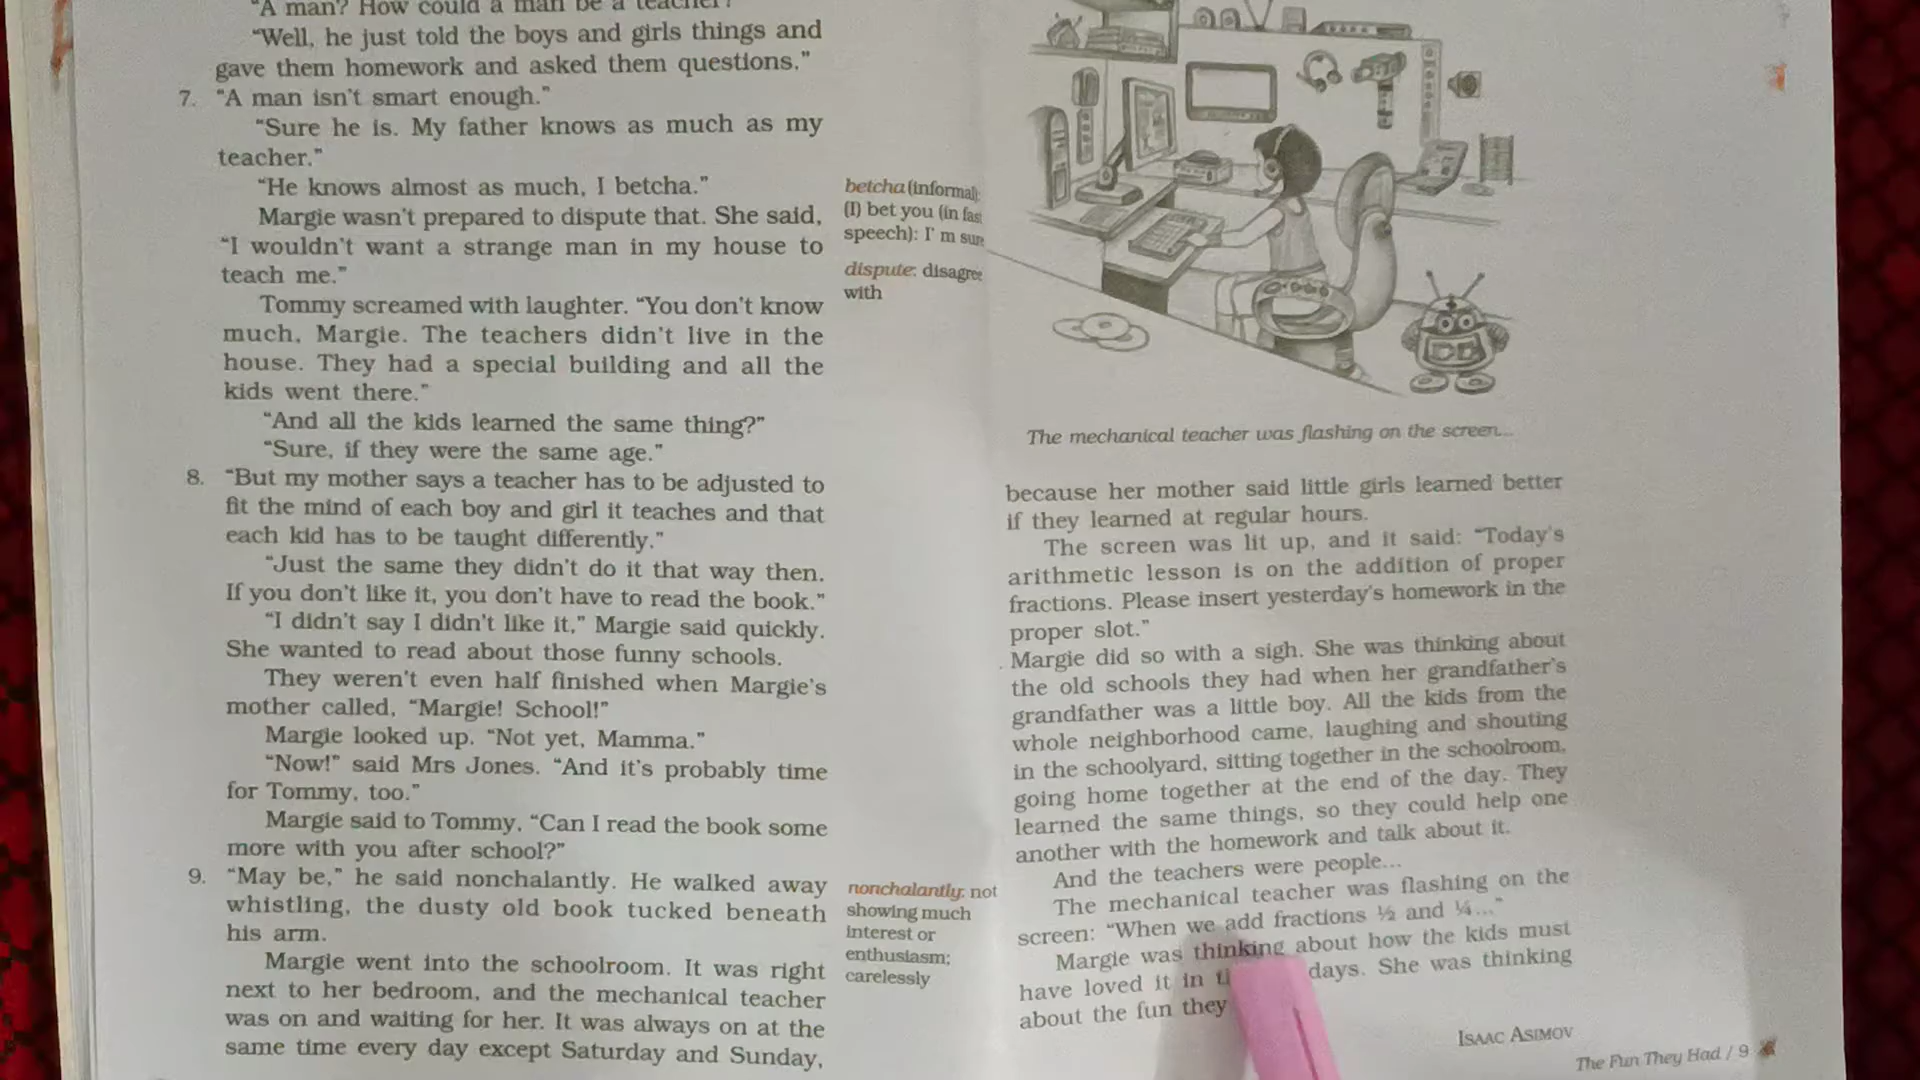 "A man? How could a man be a teacher?"
"Well, he just told the boys and girls things and
gave them homework and asked them questions."
7. "A man isn't smart enough."
"Sure he is. My father knows as much as my
teacher."
"He knows almost as much, I betcha."
Margie wasn't prepared to dispute that. She said,
"I wouldn't want a strange man in my house to
teach me."
Tommy screamed with laughter. "You don't know
much, Margie. The teachers didn't live in the
house. They had a special building and all the
kids went there."
"And all the kids learned the same thing?"
"Sure, if they were the same age."
8. "But my mother says a teacher has to be adjusted to
fit the mind of each boy and girl it teaches and that
each kid has to be taught differently."
"Just the same they didn't do it that way then.
If you don't like it, you don't have to read the book."
"I didn't say I didn't like it," Margie said quickly.
She wanted to read about those funny schools.
They weren't even half finished when Margie's
mother called, "Margie! School!"
Margie looked up. "Not yet, Mamma."
"Now!" said Mrs Jones. "And it's probably time
for Tommy, too."
Margie said to Tommy, "Can I read the book some
more with you after school?"
9. "May be," he said nonchalantly. He walked away
whistling, the dusty old book tucked beneath
his arm.
Margie went into the schoolroom. It was right
next to her bedroom, and the mechanical teacher
was on and waiting for her. It was always on at the
same time every day except Saturday and Sunday,
betcha (informal):
(I) bet you (in fast
speech): I' m sure
dispute: disagree
with
nonchalantly: not
showing much
interest or
enthusiasm;
carelessly
The mechanical teacher was flashing on the screen...
because her mother said little girls learned better
if they learned at regular hours.
The screen was lit up, and it said: "Today's
arithmetic lesson is on the addition of proper
fractions. Please insert yesterday's homework in the
proper slot."
Margie did so with a sigh. She was thinking about
the old schools they had when her grandfather's
grandfather was a little boy. All the kids from the
whole neighborhood came, laughing and shouting
in the schoolyard, sitting together in the schoolroom,
going home together at the end of the day. They
learned the same things, so they could help one
another with the homework and talk about it.
And the teachers were people...
The mechanical teacher was flashing on the
screen: "When we add fractions ½ and ¼..."
Margie was thinking about how the kids must
have loved it in days. She was thinking
about the fun they
ISAAC ASIMOV
The Fun They Had / 9